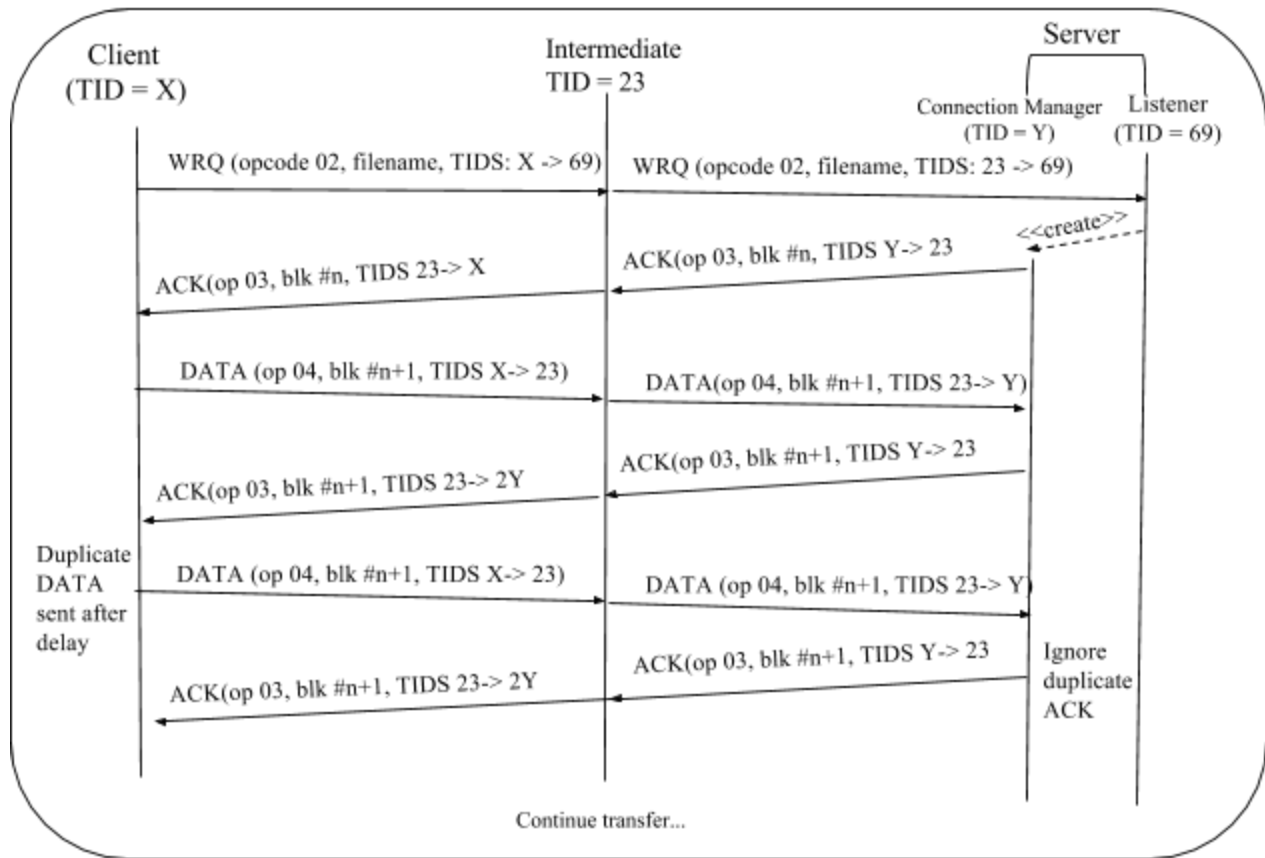 Client
(TID = X)
Intermediate
TID = 23
Server
Connection Manager
(TID = Y)
Listener
(TID = 69)
WRQ (opcode 02, filename, TIDS: X -> 69)
WRQ (opcode 02, filename, TIDS: 23 -> 69)
<<create>>
ACK(op 03, blk #n, TIDS Y-> 23
ACK(op 03, blk #n, TIDS 23-> X
DATA (op 04, blk #n+1, TIDS X-> 23)
DATA(op 04, blk #n+1, TIDS 23-> Y)
ACK(op 03, blk #n+1, TIDS Y-> 23
ACK(op 03, blk #n+1, TIDS 23-> 2Y
Duplicate
DATA
sent after
delay
DATA (op 04, blk #n+1, TIDS X-> 23)
DATA (op 04, blk #n+1, TIDS 23-> Y)
ACK(op 03, blk #n+1, TIDS Y-> 23
ACK(op 03, blk #n+1, TIDS 23-> 2Y
Ignore
duplicate
ACK
Continue transfer...